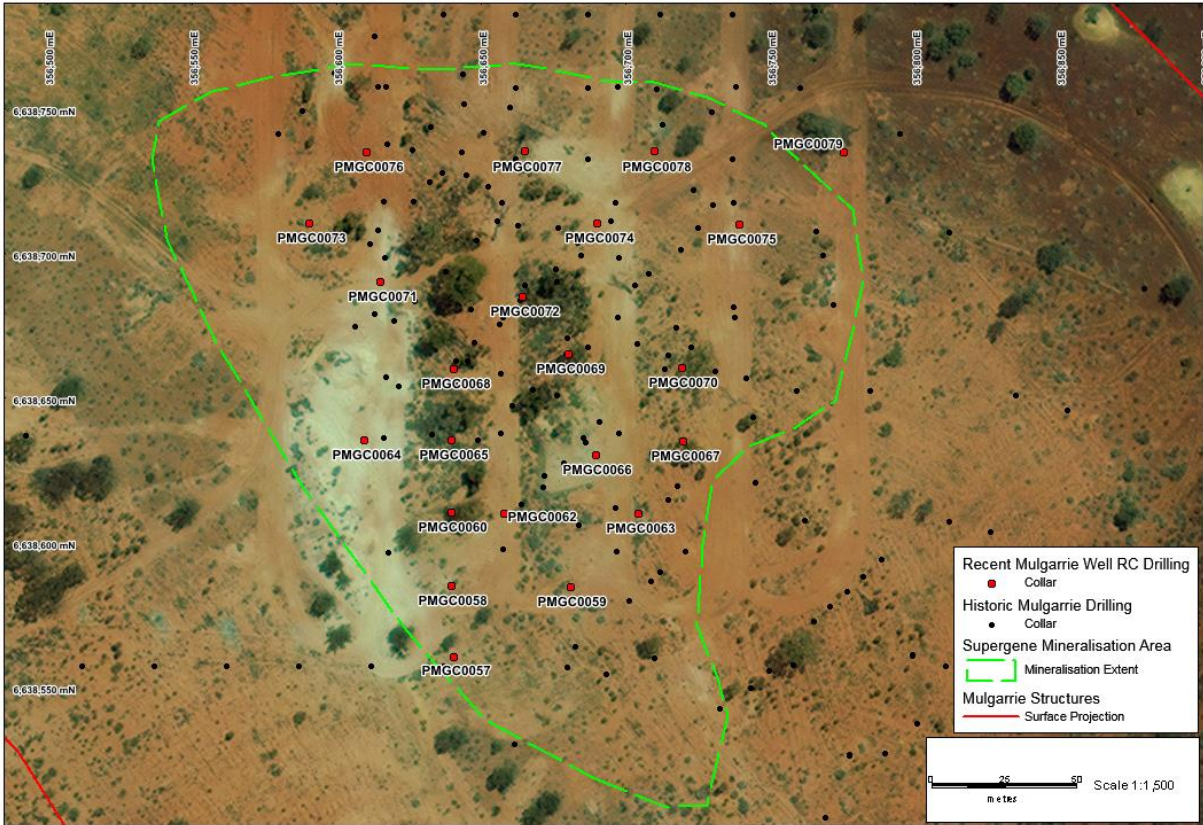 356,500 mE
356,550 mE
356,600 mE
356,650 mE
356,700 mE
356,750 mE
356,800 mE
356,850 mE
6,638,750 mN
PMGC0076
PMGC0077
PMGC0078
PMGC0079
PMGC0073
PMGC0074
PMGC0075
6,638,700 mN
PMGC0071
PMGC0072
PMGC0068
PMGC0069
PMGC0070
6,638,650 mN
PMGC0064
PMGC0065
PMGC0066
PMGC0067
PMGC0060
PMGC0062
PMGC0063
6,638,600 mN
PMGC0058
PMGC0059
PMGC0057
6,638,550 mN
Recent Mulgarrie Well RC Drilling
Collar
Historic Mulgarrie Drilling
Collar
Supergene Mineralisation Area
Mineralisation Extent
Mulgarrie Structures
Surface Projection
0 25 50
metres
Scale 1:1,500